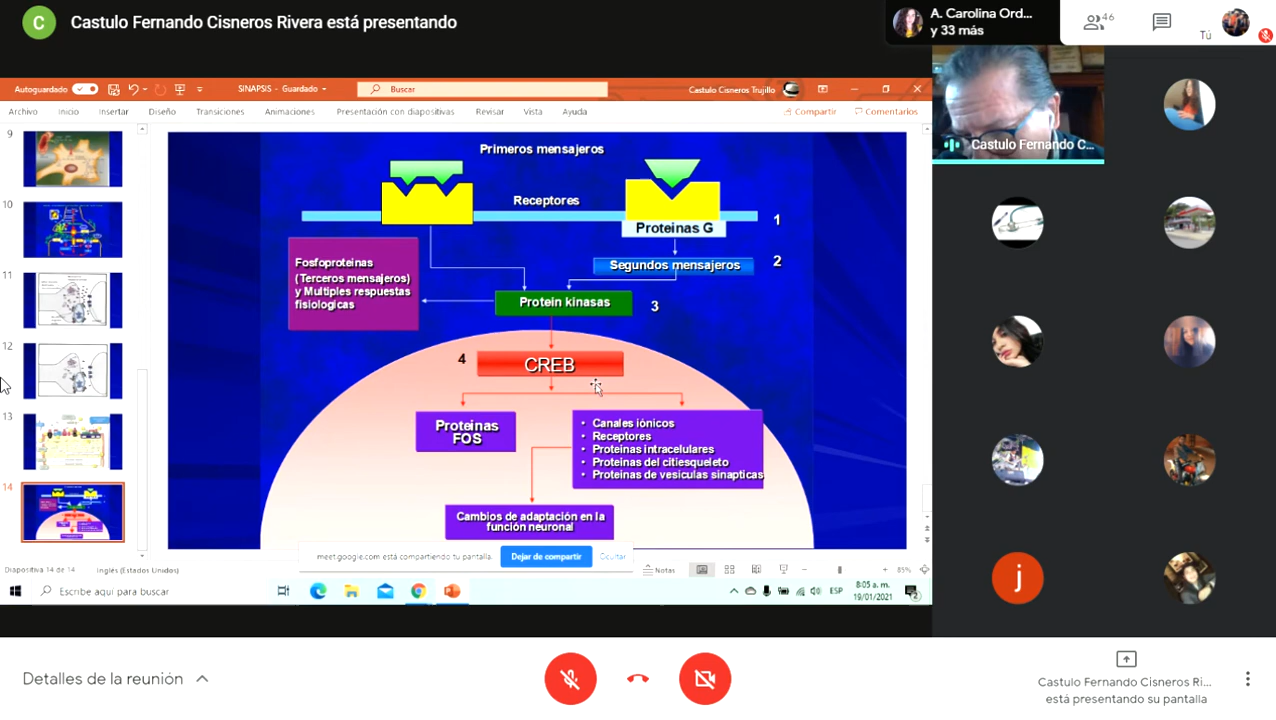 C
Castulo Fernando Cisneros Rivera está presentando
A. Carolina Ord...
y 33 más
46
Tú
Autoguardado
SINAPSIS - Guardado
Buscar
Castulo Cisneros Trujillo
Archivo Inicio Insertar Diseño Transiciones Animaciones Presentación con diapositivas Revisar Vista Ayuda
Compartir Comentarios
Castulo Fernando C...
9
10
11
12
13
14
Primeros mensajeros
Receptores
1
Proteinas G
Segundos mensajeros
2
Fosfoproteinas
(Terceros mensajeros)
y Multiples respuestas
fisiologicas
Protein kinasas
3
4
CREB
Proteinas
FOS
• Canales iónicos
• Receptores
• Proteinas intracelulares
• Proteinas del citiesqueleto
• Proteinas de vesiculas sinapticas
Cambios de adaptación en la
función neuronal
meet.google.com está compartiendo tu pantalla.
Dejar de compartir
Ocultar
Diapositiva 14 de 14
Inglés (Estados Unidos)
Notas
85%
Escribe aquí para buscar
ESP
8:05 a. m.
19/01/2021
2
j
Detalles de la reunión
Castulo Fernando Cisneros Ri...
está presentando su pantalla